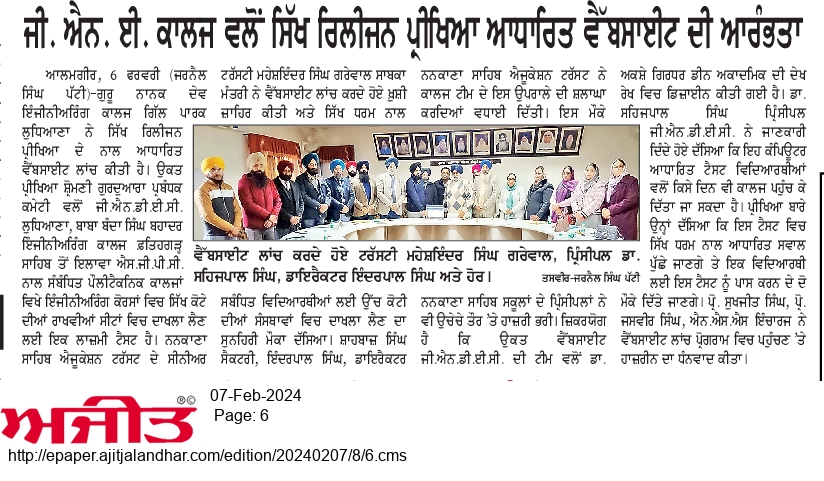 ਜੀ. ਐਨ. ਈ. ਕਾਲਜ ਵਲੋਂ ਸਿੱਖ ਰਿਲੀਜਨ ਪ੍ਰੀਖਿਆ ਆਧਾਰਿਤ ਵੈੱਬਸਾਈਟ ਦੀ ਆਰੰਭਤਾ
ਆਲਮਗੀਰ, 6 ਫਰਵਰੀ (ਜਰਨੈਲ
ਸਿੰਘ ਪੱਟੀ)-ਗੁਰੂ ਨਾਨਕ ਦੇਵ
ਇੰਜੀਨੀਅਰਿੰਗ ਕਾਲਜ ਗਿੱਲ ਪਾਰਕ
ਲੁਧਿਆਣਾ ਨੇ ਸਿੱਖ ਰਿਲੀਜਨ
ਪ੍ਰੀਖਿਆ ਦੇ ਨਾਲ ਆਧਾਰਿਤ
ਵੈੱਬਸਾਈਟ ਲਾਂਚ ਕੀਤੀ ਹੈ। ਉਕਤ
ਪ੍ਰੀਖਿਆ ਸ਼੍ਰੋਮਣੀ ਗੁਰਦੁਆਰਾ ਪ੍ਰਬੰਧਕ
ਕਮੇਟੀ ਵਲੋਂ ਜੀ.ਐਨ.ਡੀ.ਈ.ਸੀ.
ਲੁਧਿਆਣਾ, ਬਾਬਾ ਬੰਦਾ ਸਿੰਘ ਬਹਾਦਰ
ਇੰਜੀਨੀਅਰਿੰਗ ਕਾਲਜ ਫ਼ਤਿਹਗੜ੍ਹ
ਸਾਹਿਬ ਤੋਂ ਇਲਾਵਾ ਐਸ.ਜੀ.ਪੀ.ਸੀ.
ਨਾਲ ਸੰਬੰਧਿਤ ਪੌਲੀਟੈਕਨਿਕ ਕਾਲਜਾਂ
ਵਿਖੇ ਇੰਜੀਨੀਅਰਿੰਗ ਕੋਰਸਾਂ ਵਿਚ ਸਿੱਖ ਕੋਟੇ
ਦੀਆਂ ਰਾਖਵੀਆਂ ਸੀਟਾਂ ਵਿਚ ਦਾਖਲਾ ਲੈਣ
ਲਈ ਇਕ ਲਾਜ਼ਮੀ ਟੈਸਟ ਹੈ। ਨਨਕਾਣਾ
ਸਾਹਿਬ ਐਜੂਕੇਸ਼ਨ ਟਰੱਸਟ ਦੇ ਸੀਨੀਅਰ
ਟਰੱਸਟੀ ਮਹੇਸ਼ਇੰਦਰ ਸਿੰਘ ਗਰੇਵਾਲ ਸਾਬਕਾ
ਮੰਤਰੀ ਨੇ ਵੈੱਬਸਾਈਟ ਲਾਂਚ ਕਰਦੇ ਹੋਏ ਖੁਸ਼ੀ
ਜ਼ਾਹਿਰ ਕੀਤੀ ਅਤੇ ਸਿੱਖ ਧਰਮ ਨਾਲ
ਸਬੰਧਿਤ ਵਿਦਿਆਰਥੀਆਂ ਲਈ ਉੱਚ ਕੋਟੀ
ਦੀਆਂ ਸੰਸਥਾਵਾਂ ਵਿਚ ਦਾਖਲਾ ਲੈਣ ਦਾ
ਸੁਨਹਿਰੀ ਮੌਕਾ ਦੱਸਿਆ। ਸ਼ਾਹਬਾਜ਼ ਸਿੰਘ
ਸੈਕਟਰੀ, ਇੰਦਰਪਾਲ ਸਿੰਘ, ਡਾਇਰੈਕਟਰ
ਨਨਕਾਣਾ ਸਾਹਿਬ ਐਜੂਕੇਸ਼ਨ ਟਰੱਸਟ ਨੇ
ਕਾਲਜ ਟੀਮ ਦੇ ਇਸ ਉਪਰਾਲੇ ਦੀ ਸ਼ਲਾਘਾ
ਕਰਦਿਆਂ ਵਧਾਈ ਦਿੱਤੀ। ਇਸ ਮੌਕੇ
ਨਨਕਾਣਾ ਸਾਹਿਬ ਸਕੂਲਾਂ ਦੇ ਪ੍ਰਿੰਸੀਪਲਾਂ ਨੇ
ਵੀ ਉਚੇਚੇ ਤੌਰ 'ਤੇ ਹਾਜ਼ਰੀ ਭਰੀ। ਜ਼ਿਕਰਯੋਗ
ਹੈ ਕਿ ਉਕਤ ਵੈੱਬਸਾਈਟ
ਜੀ.ਐਨ.ਡੀ.ਈ.ਸੀ. ਦੀ ਟੀਮ ਵਲੋਂ ਡਾ.
ਅਕਸ਼ੇ ਗਿਰਧਰ ਡੀਨ ਅਕਾਦਮਿਕ ਦੀ ਦੇਖ
ਰੇਖ ਵਿਚ ਡਿਜ਼ਾਈਨ ਕੀਤੀ ਗਈ ਹੈ। ਡਾ.
ਸਹਿਜਪਾਲ ਸਿੰਘ ਪ੍ਰਿੰਸੀਪਲ
ਜੀ.ਐਨ.ਡੀ.ਈ.ਸੀ. ਨੇ ਜਾਣਕਾਰੀ
ਦਿੰਦੇ ਹੋਏ ਦੱਸਿਆ ਕਿ ਇਹ ਕੰਪਿਊਟਰ
ਆਧਾਰਿਤ ਟੈਸਟ ਵਿਦਿਆਰਥੀਆਂ
ਵਲੋਂ ਕਿਸੇ ਦਿਨ ਵੀ ਕਾਲਜ ਪਹੁੰਚ ਕੇ
ਦਿੱਤਾ ਜਾ ਸਕਦਾ ਹੈ। ਪ੍ਰੀਖਿਆ ਬਾਰੇ
ਉਨ੍ਹਾਂ ਦੱਸਿਆ ਕਿ ਇਸ ਟੈਸਟ ਵਿਚ
ਸਿੱਖ ਧਰਮ ਨਾਲ ਆਧਾਰਿਤ ਸਵਾਲ
ਪੁੱਛੇ ਜਾਣਗੇ ਤੇ ਇਕ ਵਿਦਿਆਰਥੀ
ਲਈ ਇਸ ਟੈਸਟ ਨੂੰ ਪਾਸ ਕਰਨ ਦੇ ਦੋ
ਮੌਕੇ ਦਿੱਤੇ ਜਾਣਗੇ। ਪ੍ਰੋ. ਸੁਖਜੀਤ ਸਿੰਘ, ਪ੍ਰੋ.
ਜਸਵੀਰ ਸਿੰਘ, ਐਨ.ਐਸ.ਐਸ ਇੰਚਾਰਜ ਨੇ
ਵੈੱਬਸਾਈਟ ਲਾਂਚ ਪ੍ਰੋਗਰਾਮ ਵਿਚ ਪਹੁੰਚਣ 'ਤੇ
ਹਾਜ਼ਰੀਨ ਦਾ ਧੰਨਵਾਦ ਕੀਤਾ।
ਵੈੱਬਸਾਈਟ ਲਾਂਚ ਕਰਦੇ ਹੋਏ ਟਰੱਸਟੀ ਮਹੇਸ਼ਇੰਦਰ ਸਿੰਘ ਗਰੇਵਾਲ, ਪ੍ਰਿੰਸੀਪਲ ਡਾ.
ਸਹਿਜਪਾਲ ਸਿੰਘ, ਡਾਇਰੈਕਟਰ ਇੰਦਰਪਾਲ ਸਿੰਘ ਅਤੇ ਹੋਰ।
ਤਸਵੀਰ-ਜਰਨੈਲ ਸਿੰਘ ਪੱਟੀ
ਅਜੀਤ ®©
07-Feb-2024
Page: 6
http://epaper.ajitjalandhar.com/edition/20240207/8/6.cms